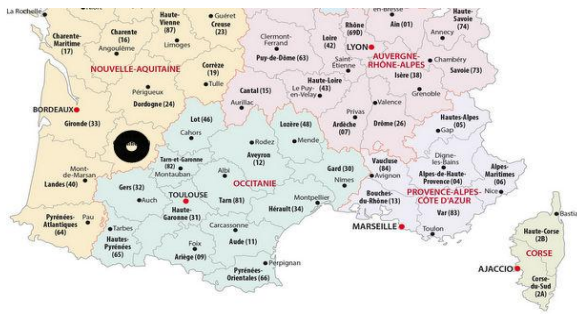 La Rochelle
Charente-
Maritime
(17)
Charente
(16)
Angoulême
Haute-
Vienne
(87)
Limoges
Guéret
Creuse
(23)
NOUVELLE-AQUITAINE
Corrèze
(19)
Tulle
Périgueux
Dordogne (24)
BORDEAUX
Gironde (33)
Mont-
de-Marsan
Landes (40)
Pyrénées-
Atlantiques
(64)
Pau
Clermont-
Ferrand
Puy-de-Dôme (63)
Loire
(42)
Rhône
(69D)
LYON
Saint-
Étienne
Ain (01)
Haute-
Savoie
(74)
Annecy
AUVERGNE-
RHÔNE-ALPES
Chambéry
Isère (38)
Savoie (73)
Grenoble
Cantal (15)
Aurillac
Haute-Loire
(43)
Le Puy-
en-Velay
Privas
Valence
Ardèche
(07)
Drôme (26)
Lot (46)
Cahors
Lozère (48)
Mende
Rodez
Aveyron
(12)
Tarn-et-Garonne
(82)
Montauban
Albi
OCCITANIE
Gard (30)
Nîmes
Gers (32)
Auch
TOULOUSE
Haute-
Garonne (31)
Tarn (81)
Montpellier
Hérault (34)
Tarbes
Hautes-
Pyrénées
(65)
Foix
Ariège (09)
Carcassonne
Aude (11)
Pyrénées-
Orientales (66)
Perpignan
Hautes-Alpes
(05)
Gap
Vaucluse
(84)
Avignon
Digne-
les-Bains
Alpes-de-Haute-
Provence (04)
Alpes-
Maritimes
(06)
Nice
Bouches-
du-Rhône (13)
PROVENCE-ALPES-
CÔTE D'AZUR
Var (83)
MARSEILLE
Toulon
Bastia
Haute-Corse
(2B)
CORSE
AJACCIO
Corse-
du-Sud
(2A)